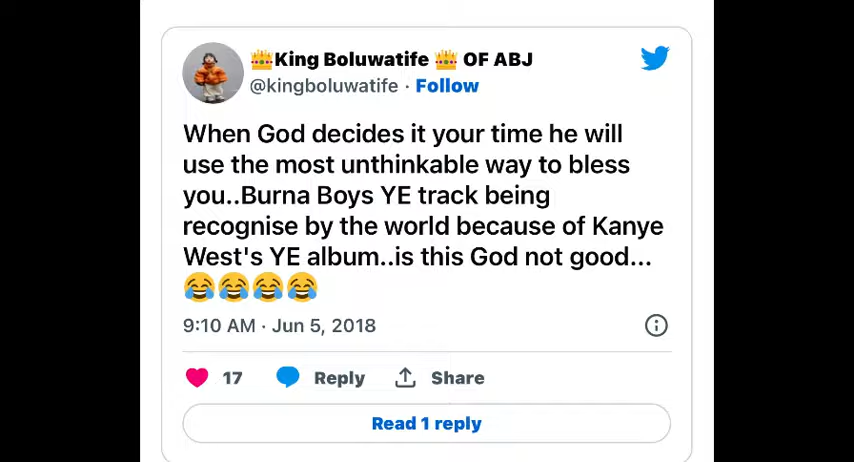 👑King Boluwatife 👑 OF ABJ
@kingboluwatife · Follow
When God decides it your time he will
use the most unthinkable way to bless
you..Burna Boys YE track being
recognise by the world because of Kanye
West's YE album..is this God not good...
😂😂😂😂
9:10 AM · Jun 5, 2018
17 Reply Share
Read 1 reply